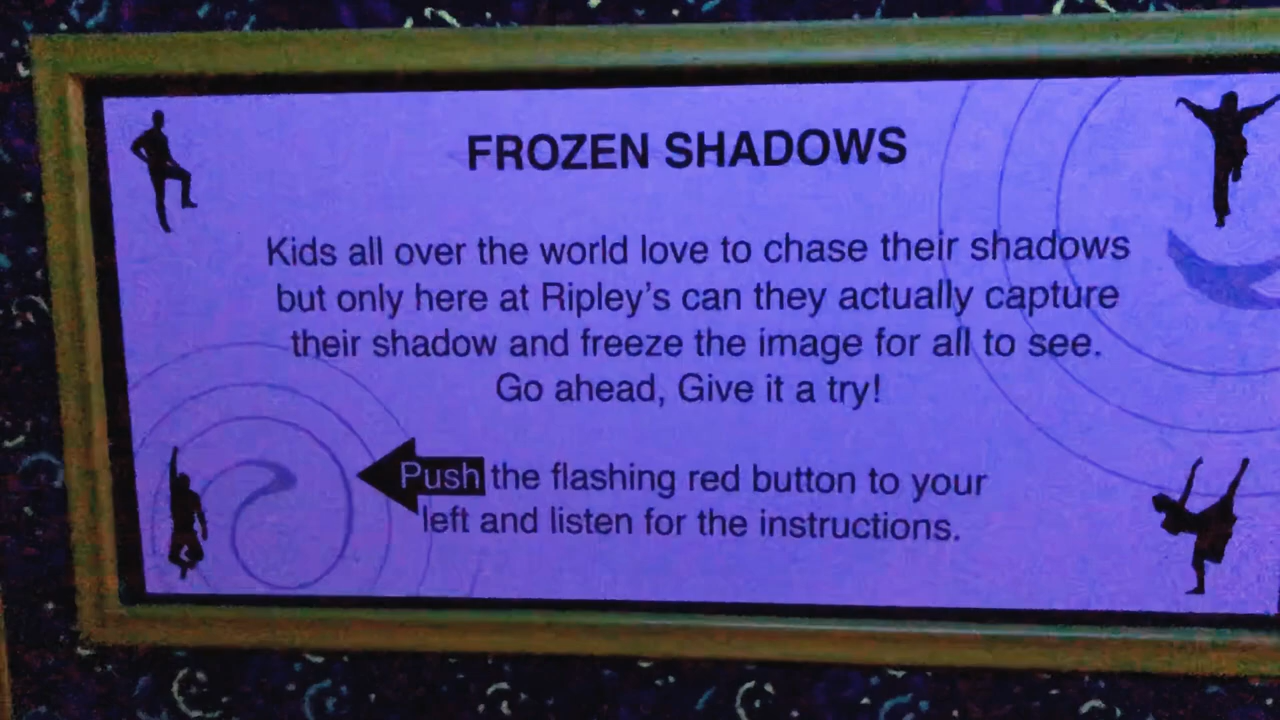 FROZEN SHADOWS
Kids all over the world love to chase their shadows
but only here at Ripley's can they actually capture
their shadow and freeze the image for all to see.
Go ahead, Give it a try!
Push the flashing red button to your
left and listen for the instructions.